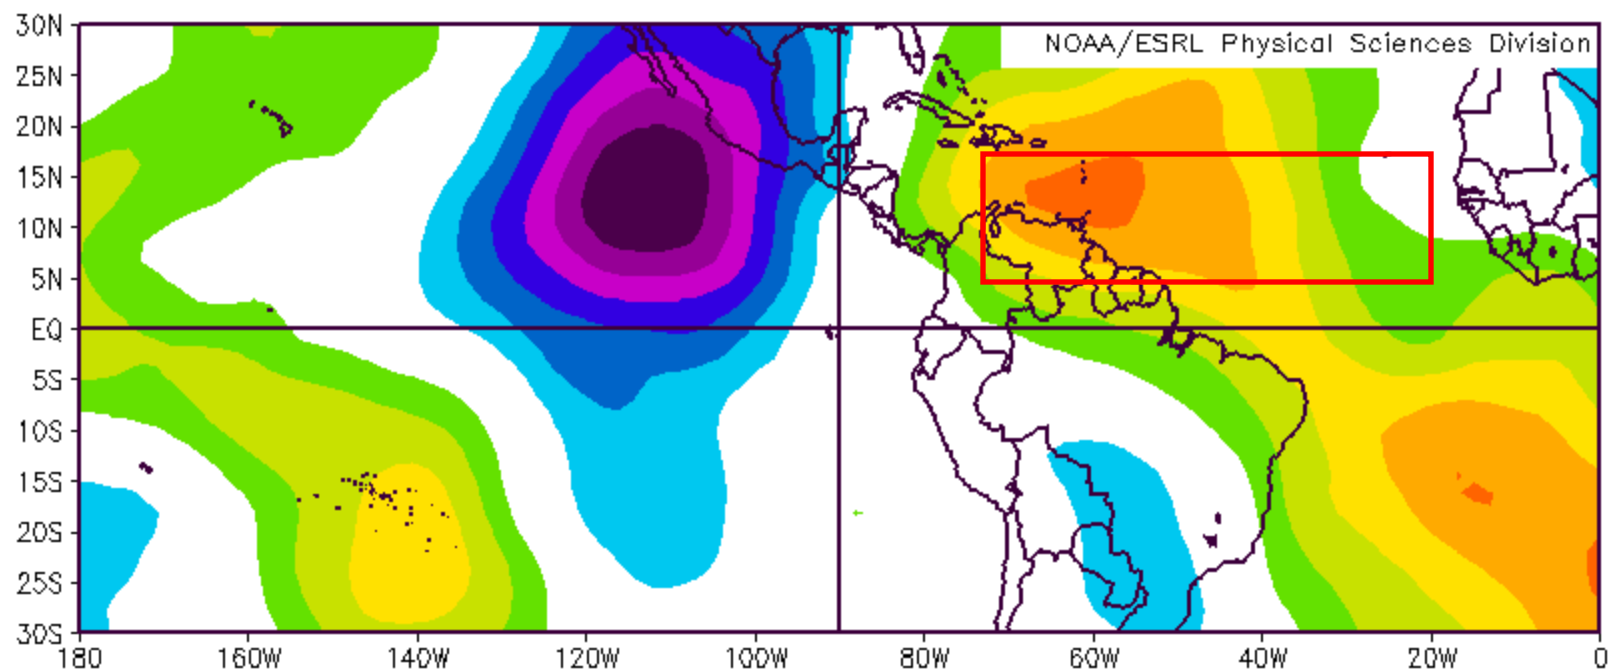 30N
NOAA/ESRL Physical Sciences Division
25N
20N
15N
10N
5N
EQ
5S
10S
15S
20S
25S
30S
180 160W 140W 120W 100W 80W 60W 40W 20W 0